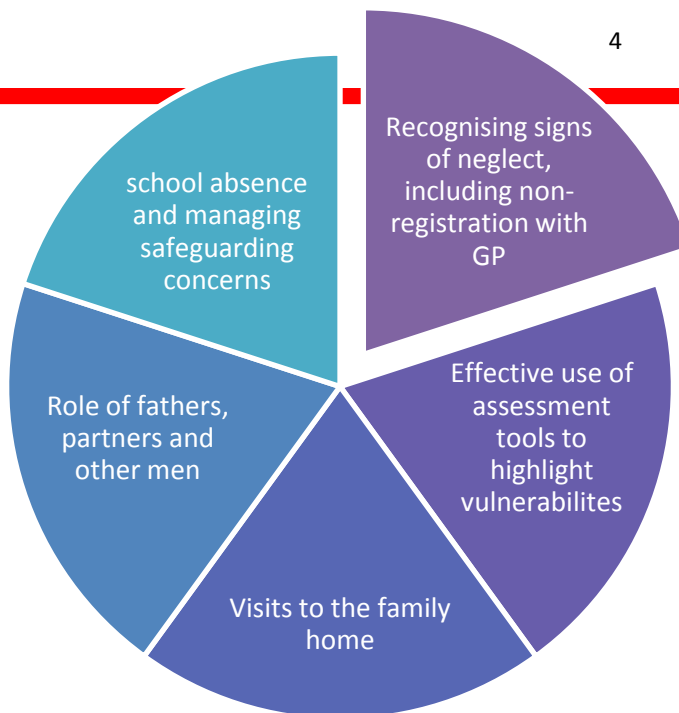 4
Recognising signs
of neglect,
including non-
registration with
GP
Effective use of
assessment
tools to
highlight
vulnerabilites
Visits to the family
home
Role of fathers,
partners and
other men
school absence
and managing
safeguarding
concerns